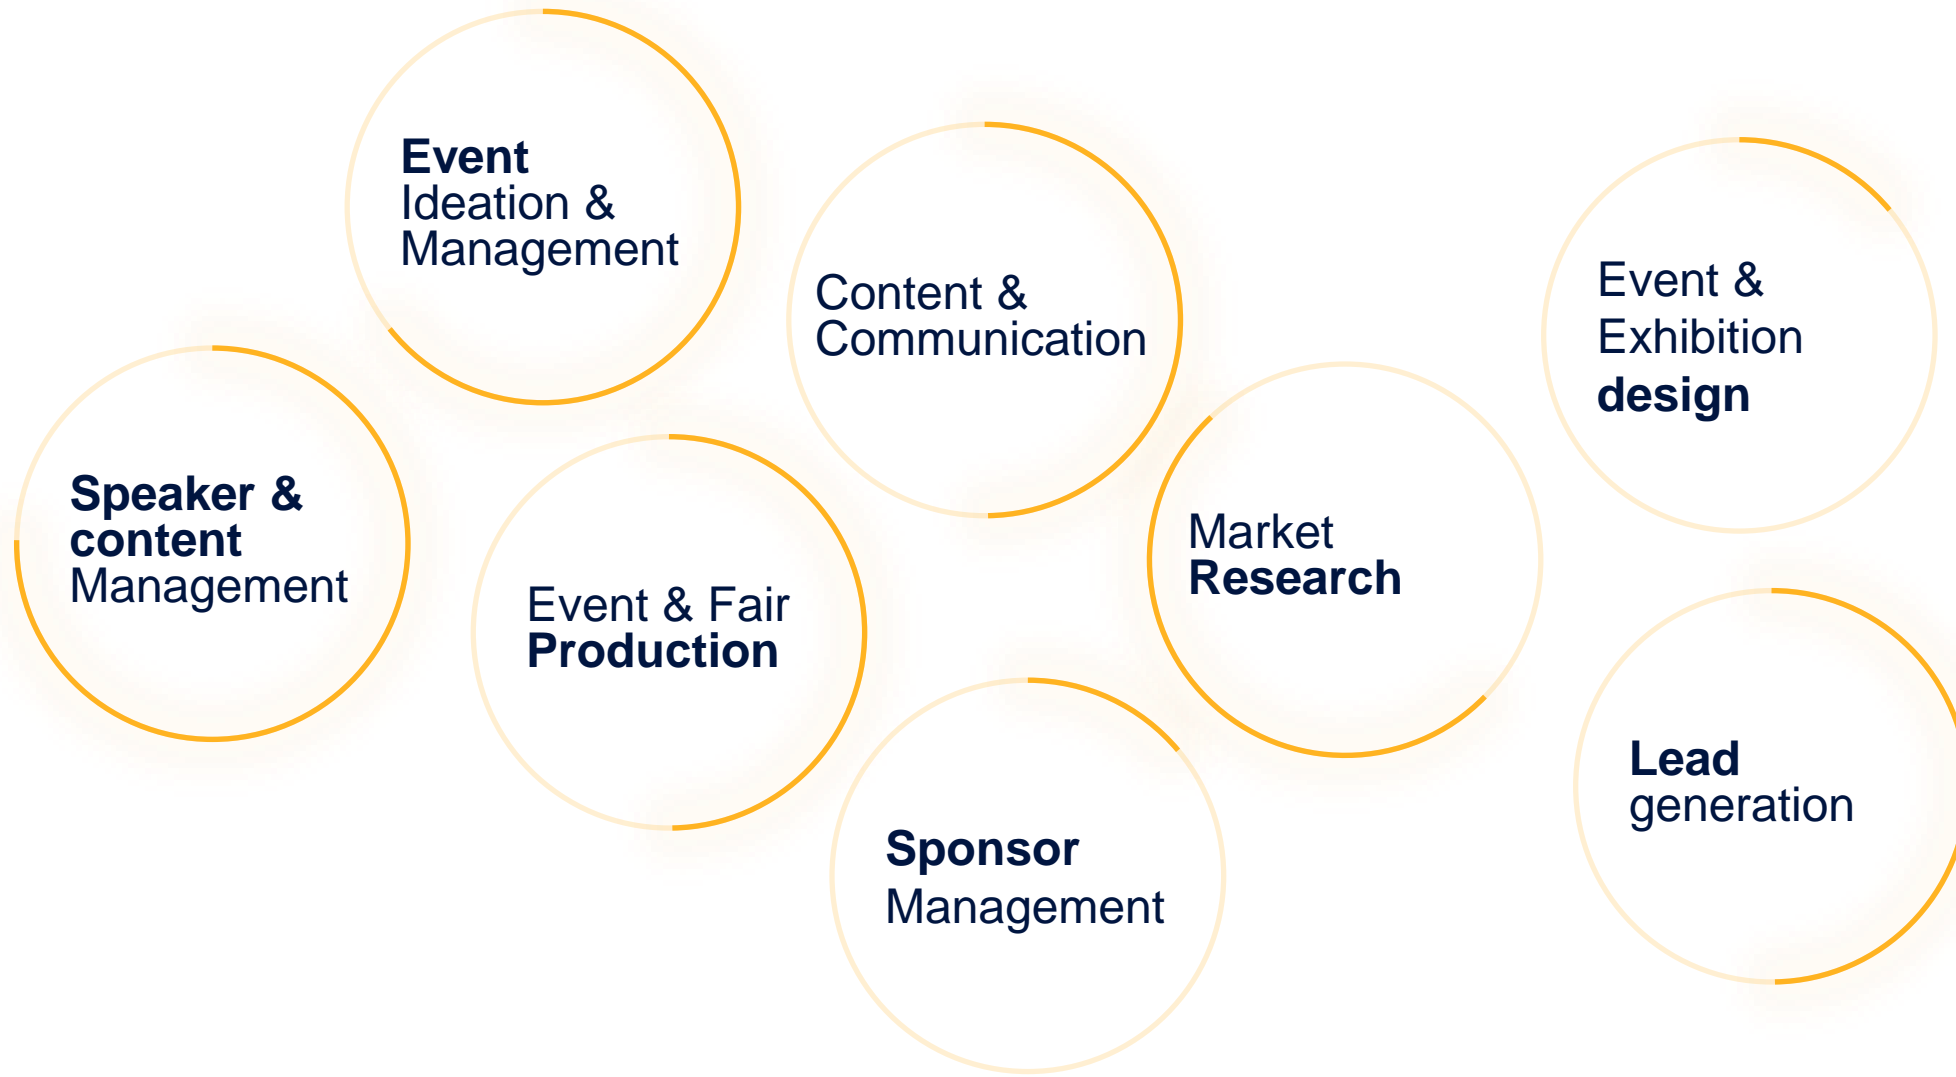 Event
Ideation &
Management
Content &
Communication
Event &
Exhibition
design
Speaker &
content
Management
Event & Fair
Production
Market
Research
Sponsor
Management
Lead
generation